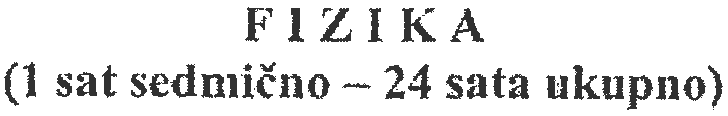 F I Z I K A
(1 sat sedmično – 24 sata ukupno)